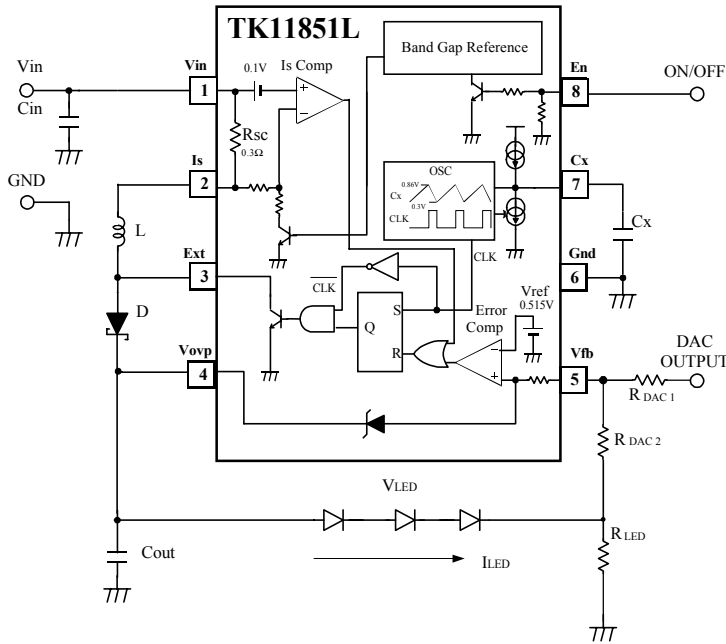 TK11851L
Band Gap Reference
Vin
Cin
Vin
1
0.1V
Is Comp
+
−
En
8
ON/OFF
Rsc
0.3Ω
GND
Is
2
OSC
0.86V
Cx
0.3V
CLK
Cx
7
Cx
L
CLK
Ext
3
CLK
Gnd
6
D
S
Q
R
Error
Comp
−
+
Vref
0.515V
Vovp
4
Vfb
5
DAC
OUTPUT
R DAC 1
R DAC 2
VLED
Cout
ILED
R LED